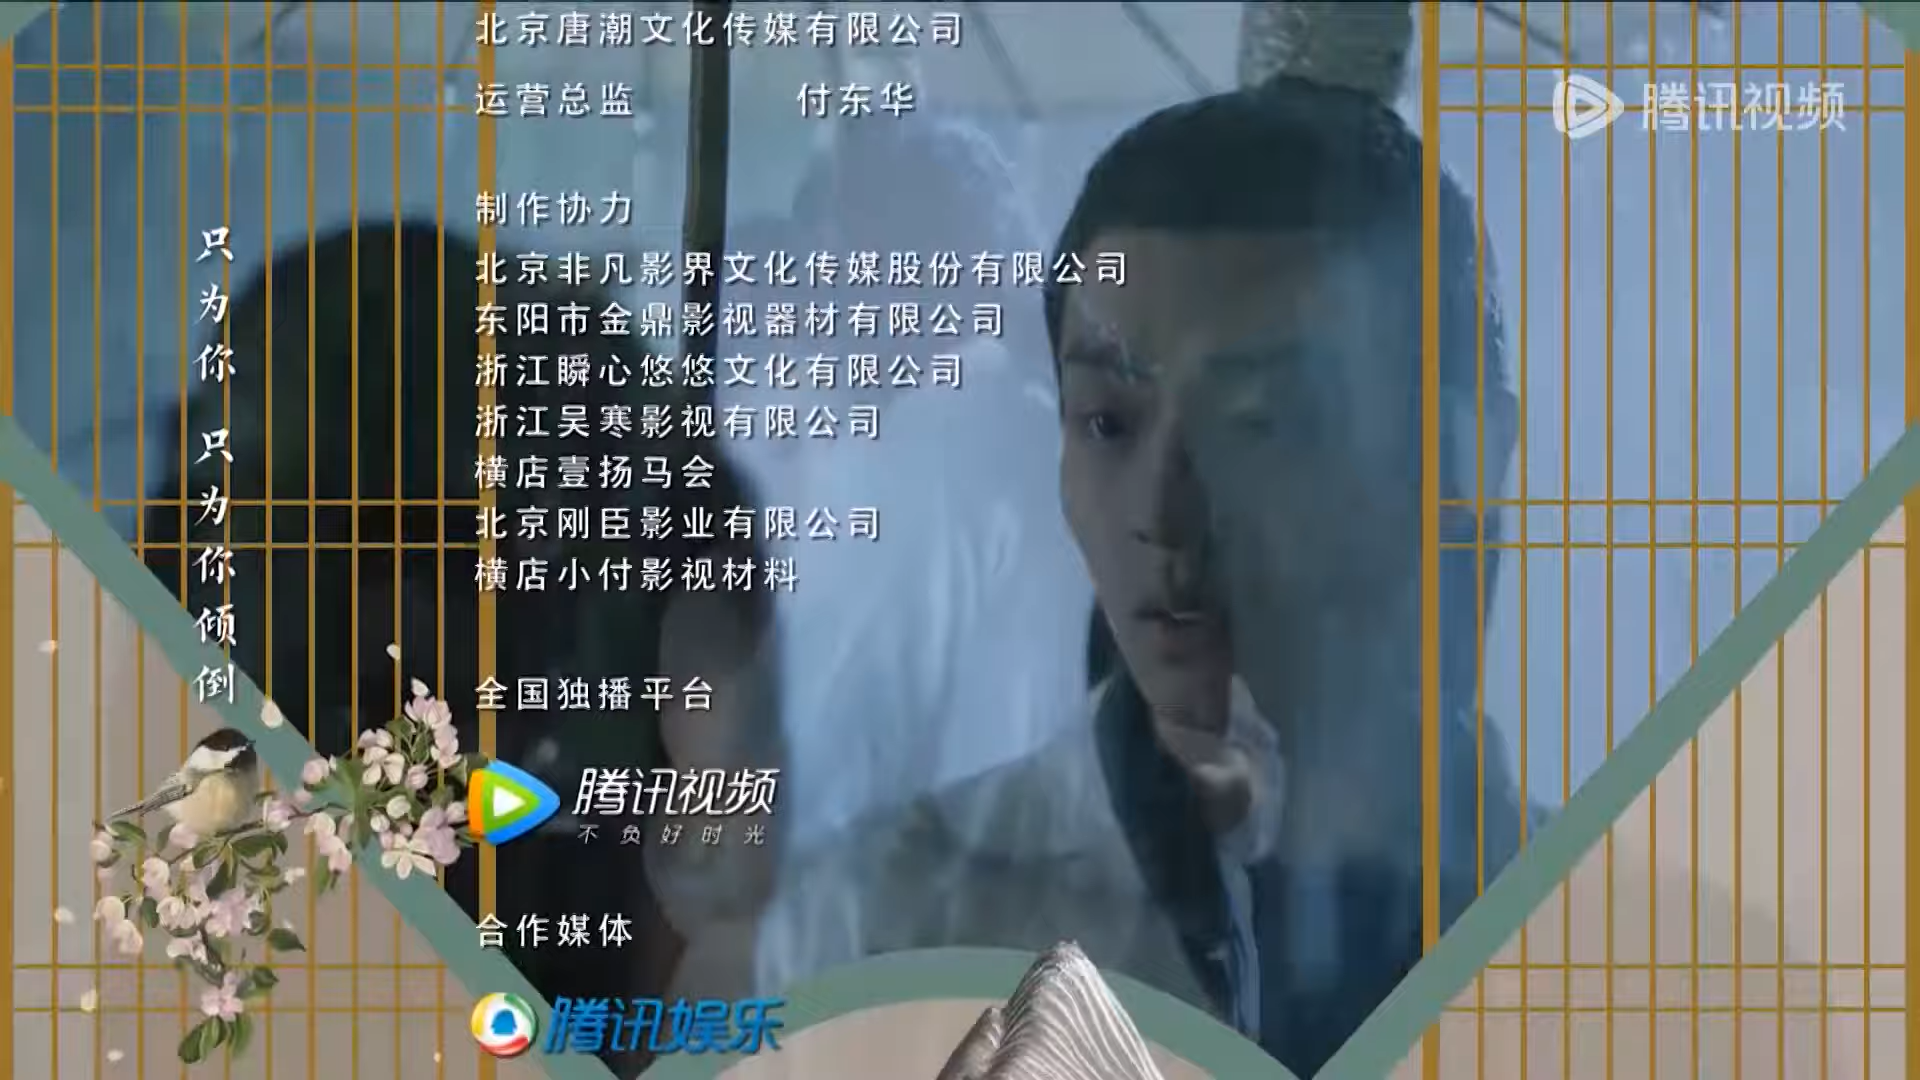 北京唐潮文化传媒有限公司
运营总监 付东华
腾讯视频
制作协力
北京非凡影界文化传媒股份有限公司
东阳市金鼎影视器材有限公司
浙江瞬心悠悠文化有限公司
浙江吴寒影视有限公司
横店壹扬马会
北京刚臣影业有限公司
横店小付影视材料
只为你 只为你倾倒
全国独播平台
腾讯视频
不负好时光
合作媒体
腾讯娱乐